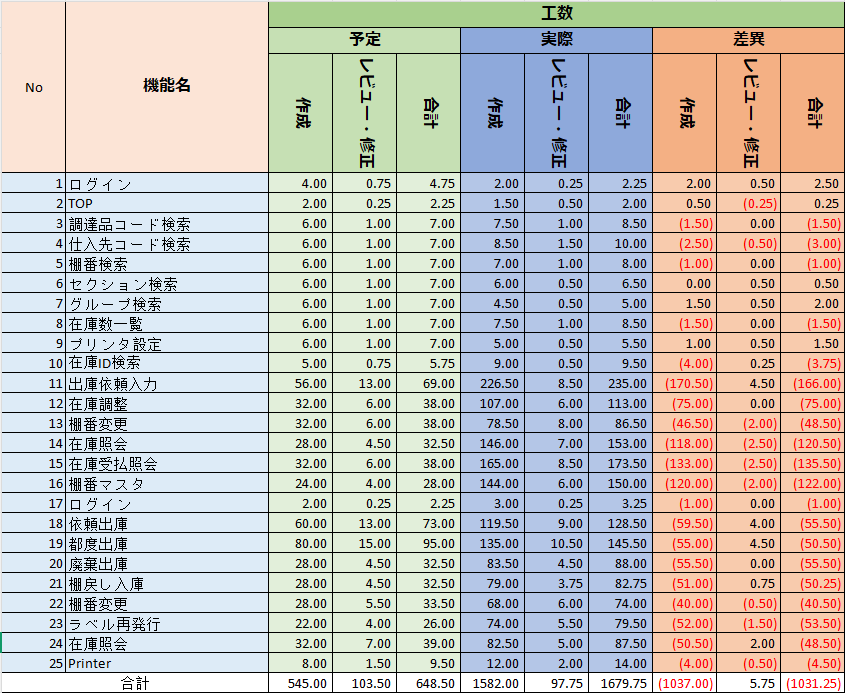 工数
予定 実際 差異
No 機能名 作成 レビュー・修正 合計 作成 レビュー・修正 合計 作成 レビュー・修正 合計
1 ログイン 4.00 0.75 4.75 2.00 0.25 2.25 2.00 0.50 2.50
2 TOP 2.00 0.25 2.25 1.50 0.50 2.00 0.50 (0.25) 0.25
3 調達品コード検索 6.00 1.00 7.00 7.50 1.00 8.50 (1.50) 0.00 (1.50)
4 仕入先コード検索 6.00 1.00 7.00 8.50 1.50 10.00 (2.50) (0.50) (3.00)
5 棚番検索 6.00 1.00 7.00 7.00 1.00 8.00 (1.00) 0.00 (1.00)
6 セクション検索 6.00 1.00 7.00 6.00 0.50 6.50 0.00 0.50 0.50
7 グループ検索 6.00 1.00 7.00 4.50 0.50 5.00 1.50 0.50 2.00
8 在庫数一覧 6.00 1.00 7.00 7.50 1.00 8.50 (1.50) 0.00 (1.50)
9 プリンタ設定 6.00 1.00 7.00 5.00 0.50 5.50 1.00 0.50 1.50
10 在庫ID検索 5.00 0.75 5.75 9.00 0.50 9.50 (4.00) 0.25 (3.75)
11 出庫依頼入力 56.00 13.00 69.00 226.50 8.50 235.00 (170.50) 4.50 (166.00)
12 在庫調整 32.00 6.00 38.00 107.00 6.00 113.00 (75.00) 0.00 (75.00)
13 棚番変更 32.00 6.00 38.00 78.50 8.00 86.50 (46.50) (2.00) (48.50)
14 在庫照会 28.00 4.50 32.50 146.00 7.00 153.00 (118.00) (2.50) (120.50)
15 在庫受払照会 32.00 6.00 38.00 165.00 8.50 173.50 (133.00) (2.50) (135.50)
16 棚番マスタ 24.00 4.00 28.00 144.00 6.00 150.00 (120.00) (2.00) (122.00)
17 ログイン 2.00 0.25 2.25 3.00 0.25 3.25 (1.00) 0.00 (1.00)
18 依頼出庫 60.00 13.00 73.00 119.50 9.00 128.50 (59.50) 4.00 (55.50)
19 都度出庫 80.00 15.00 95.00 135.00 10.50 145.50 (55.00) 4.50 (50.50)
20 廃棄出庫 28.00 4.50 32.50 83.50 4.50 88.00 (55.50) 0.00 (55.50)
21 棚戻し入庫 28.00 4.50 32.50 79.00 3.75 82.75 (51.00) 0.75 (50.25)
22 棚番変更 28.00 5.50 33.50 68.00 6.00 74.00 (40.00) (0.50) (40.50)
23 ラベル再発行 22.00 4.00 26.00 74.00 5.50 79.50 (52.00) (1.50) (53.50)
24 在庫照会 32.00 7.00 39.00 82.50 5.00 87.50 (50.50) 2.00 (48.50)
25 Printer 8.00 1.50 9.50 12.00 2.00 14.00 (4.00) (0.50) (4.50)
合計 545.00 103.50 648.50 1582.00 97.75 1679.75 (1037.00) 5.75 (1031.25)